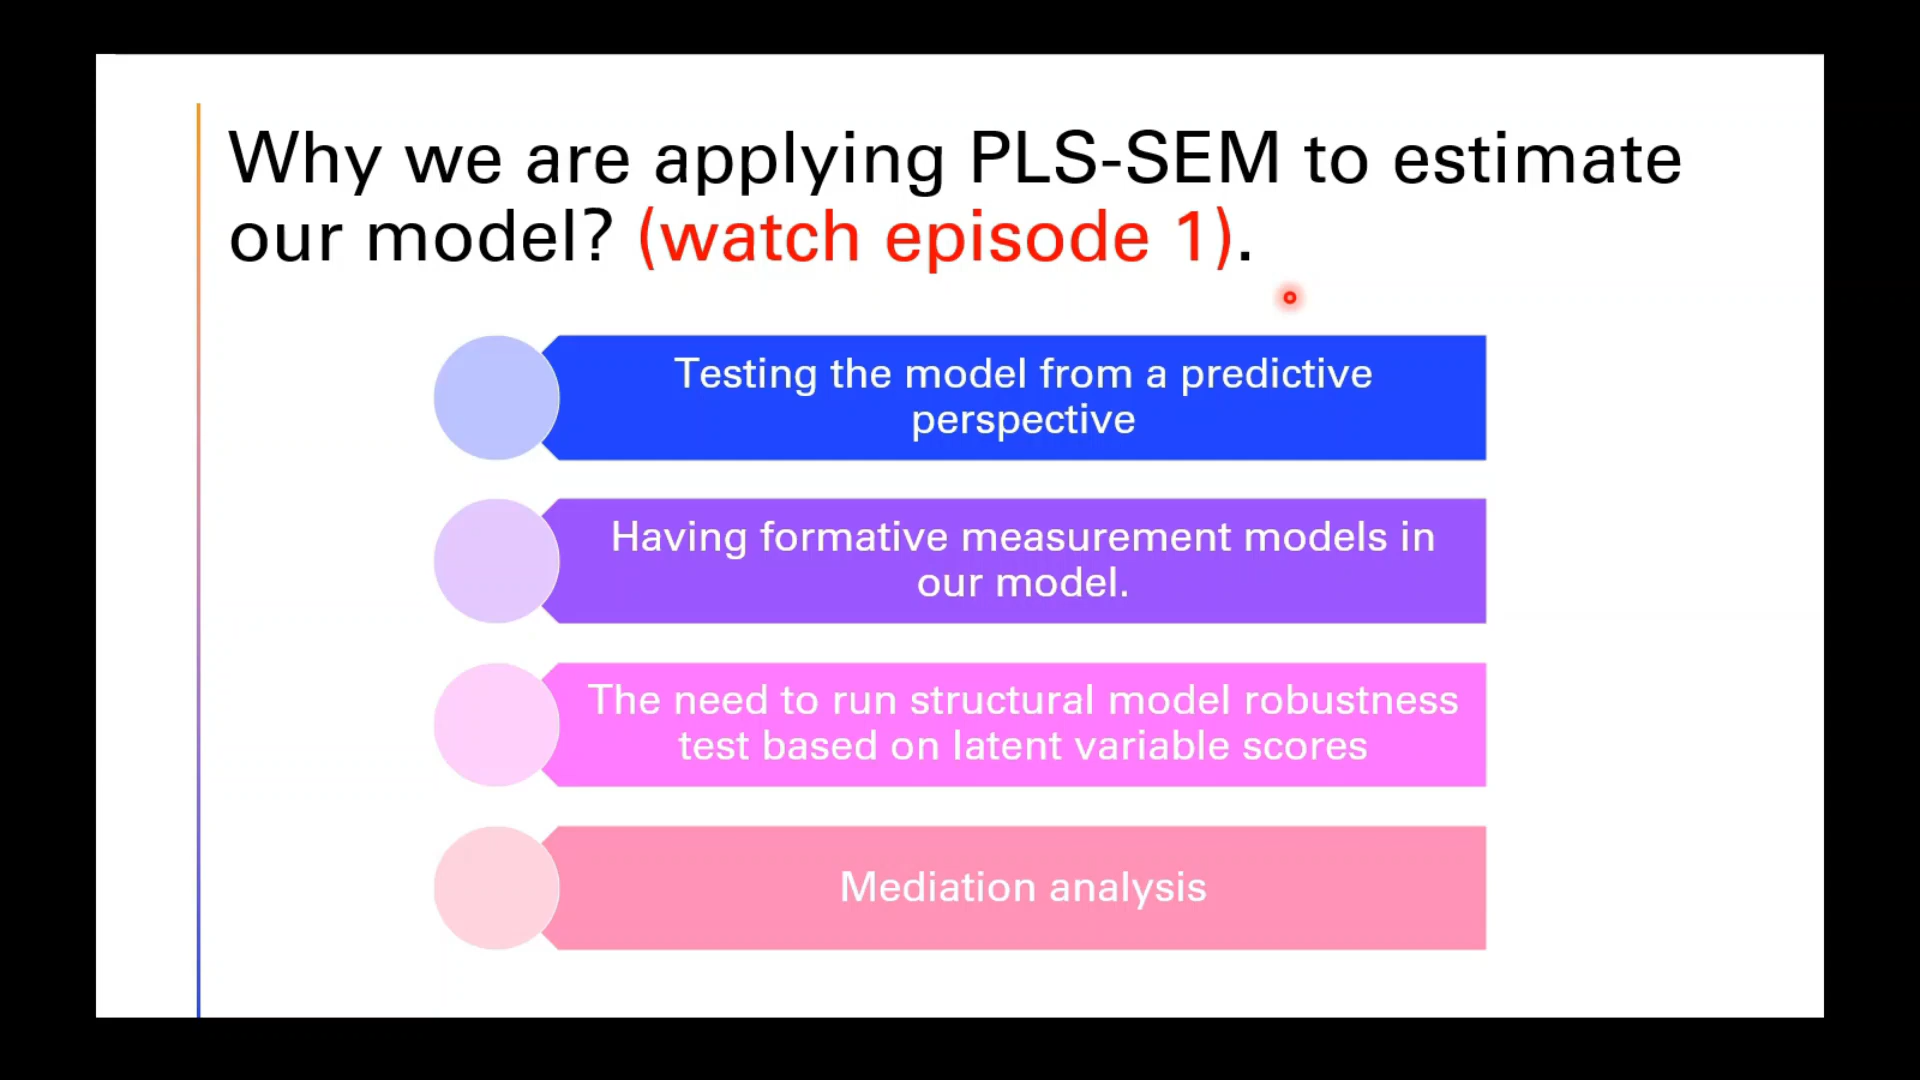 Why we are applying PLS-SEM to estimate
our model? (watch episode 1).
Testing the model from a predictive
perspective
Having formative measurement models in
our model.
The need to run structural model robustness
test based on latent variable scores
Mediation analysis